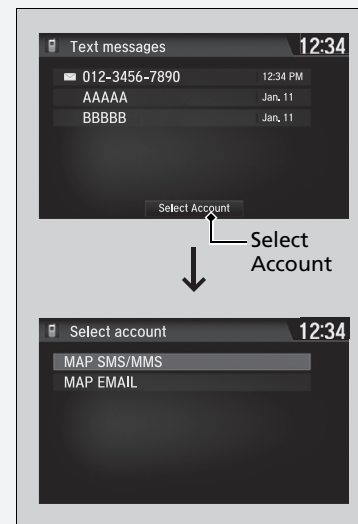 Text messages 12:34
012-3456-7890 12:34 PM
AAAAA Jan. 11
BBBBB Jan. 11
Select Account
Select
Account
Select account 12:34
MAP SMS/MMS
MAP EMAIL